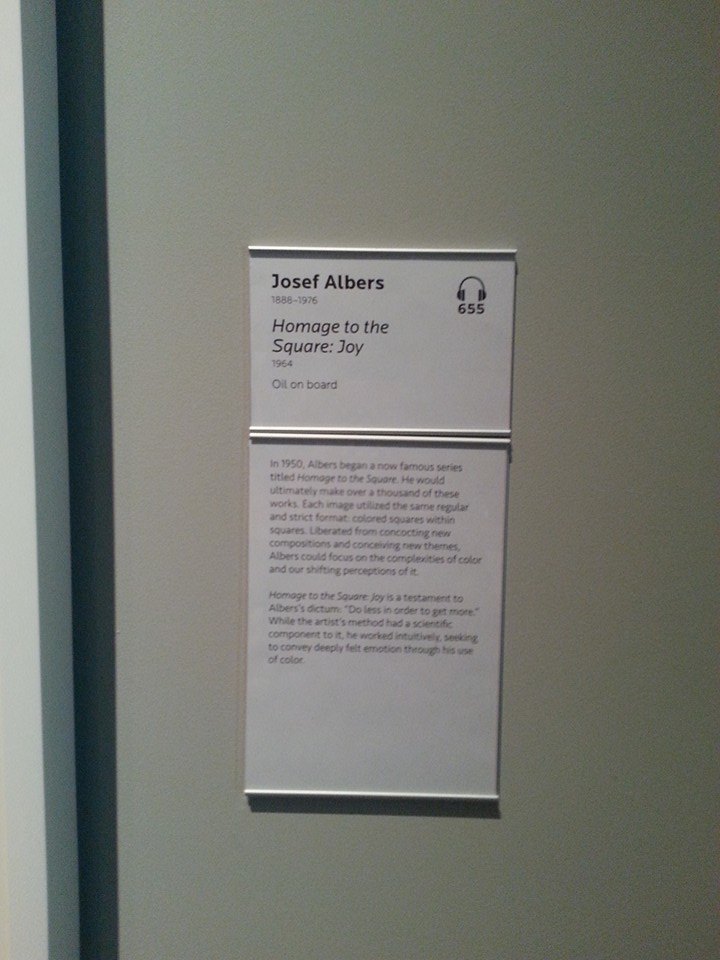 Josef Albers
1888–1976
655
Homage to the
Square: Joy
1964
Oil on board
In 1950, Albers began a now famous series
titled Homage to the Square. He would
ultimately make over a thousand of these
works. Each image utilized the same regular
and strict format: colored squares within
squares. Liberated from concocting new
compositions and conceiving new themes,
Albers could focus on the complexities of color
and our shifting perceptions of it.
Homage to the Square: Joy is a testament to
Albers's dictum: "Do less in order to get more."
While the artist's method had a scientific
component to it, he worked intuitively, seeking
to convey deeply felt emotion through his use
of color.